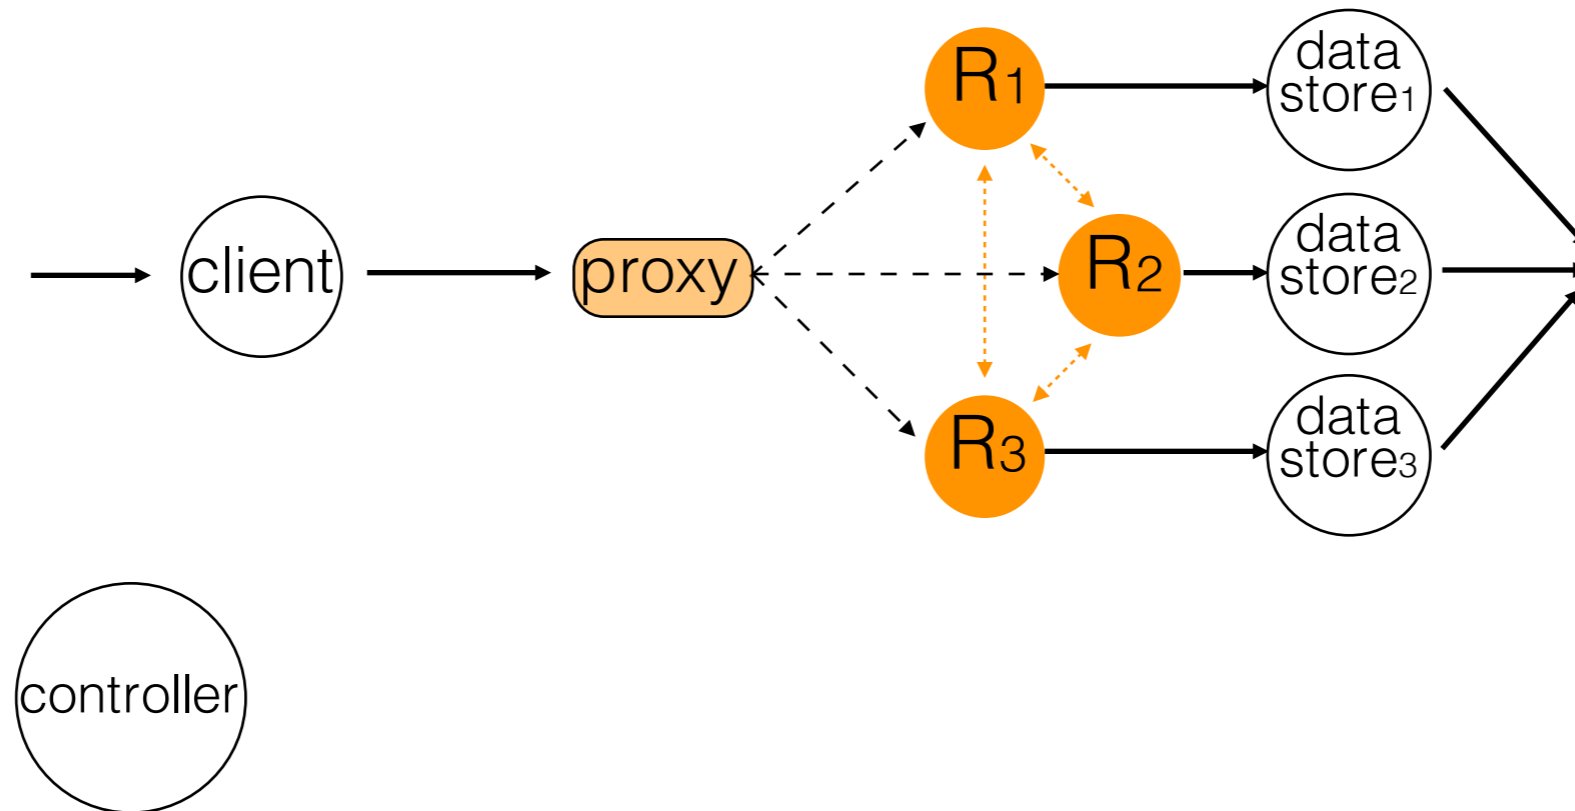 client
proxy
R1
R2
R3
data
store1
data
store2
data
store3
controller